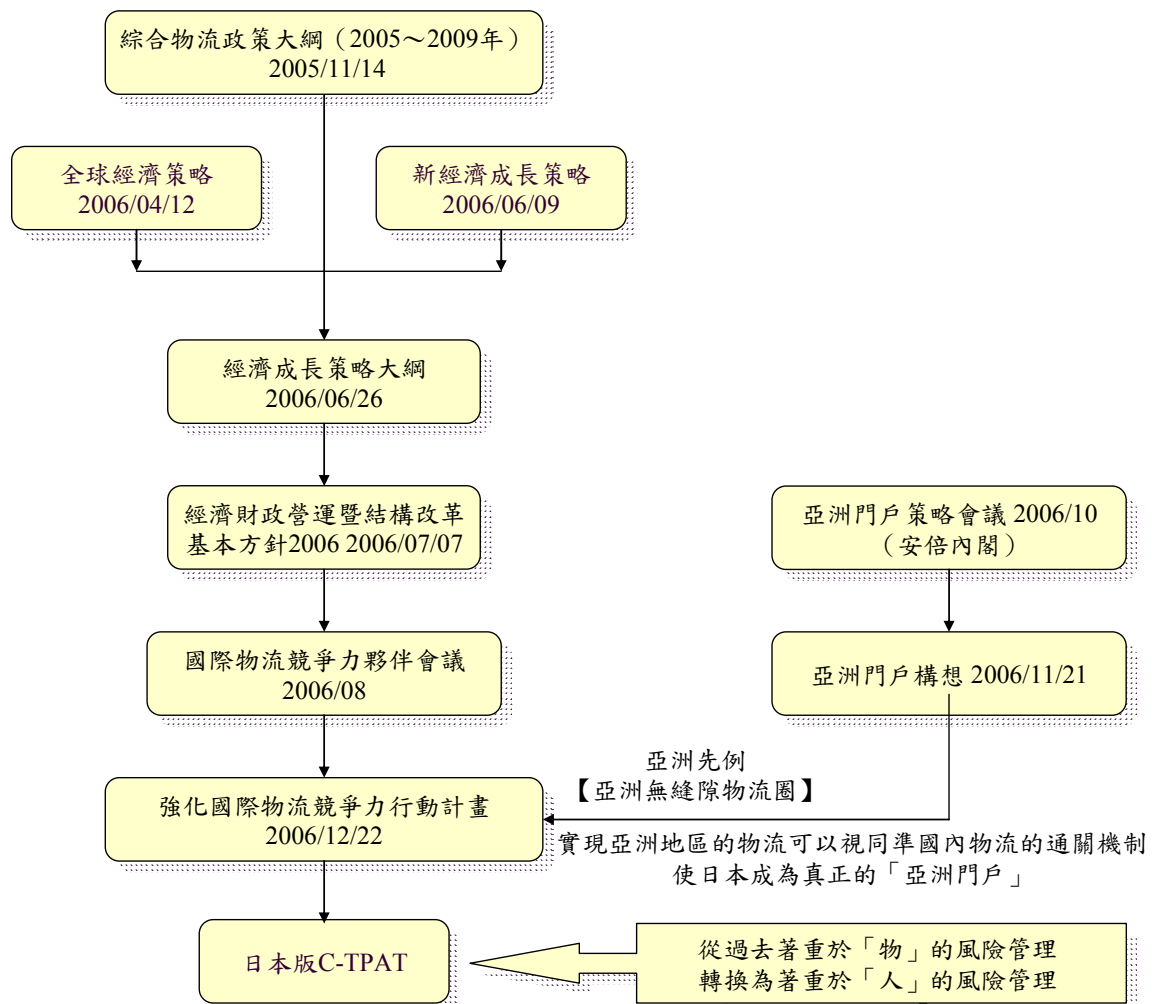 綜合物流政策大綱（2005～2009年）
2005/11/14
全球經濟策略
2006/04/12
新經濟成長策略
2006/06/09
經濟成長策略大綱
2006/06/26
經濟財政營運暨結構改革
基本方針2006 2006/07/07
亞洲門戶策略會議 2006/10
（安倍內閣）
國際物流競爭力夥伴會議
2006/08
亞洲門戶構想 2006/11/21
亞洲先例
【亞洲無縫隙物流圈】
強化國際物流競爭力行動計畫
2006/12/22
實現亞洲地區的物流可以視同準國內物流的通關機制
使日本成為真正的「亞洲門戶」
日本版C-TPAT
從過去著重於「物」的風險管理
轉換為著重於「人」的風險管理